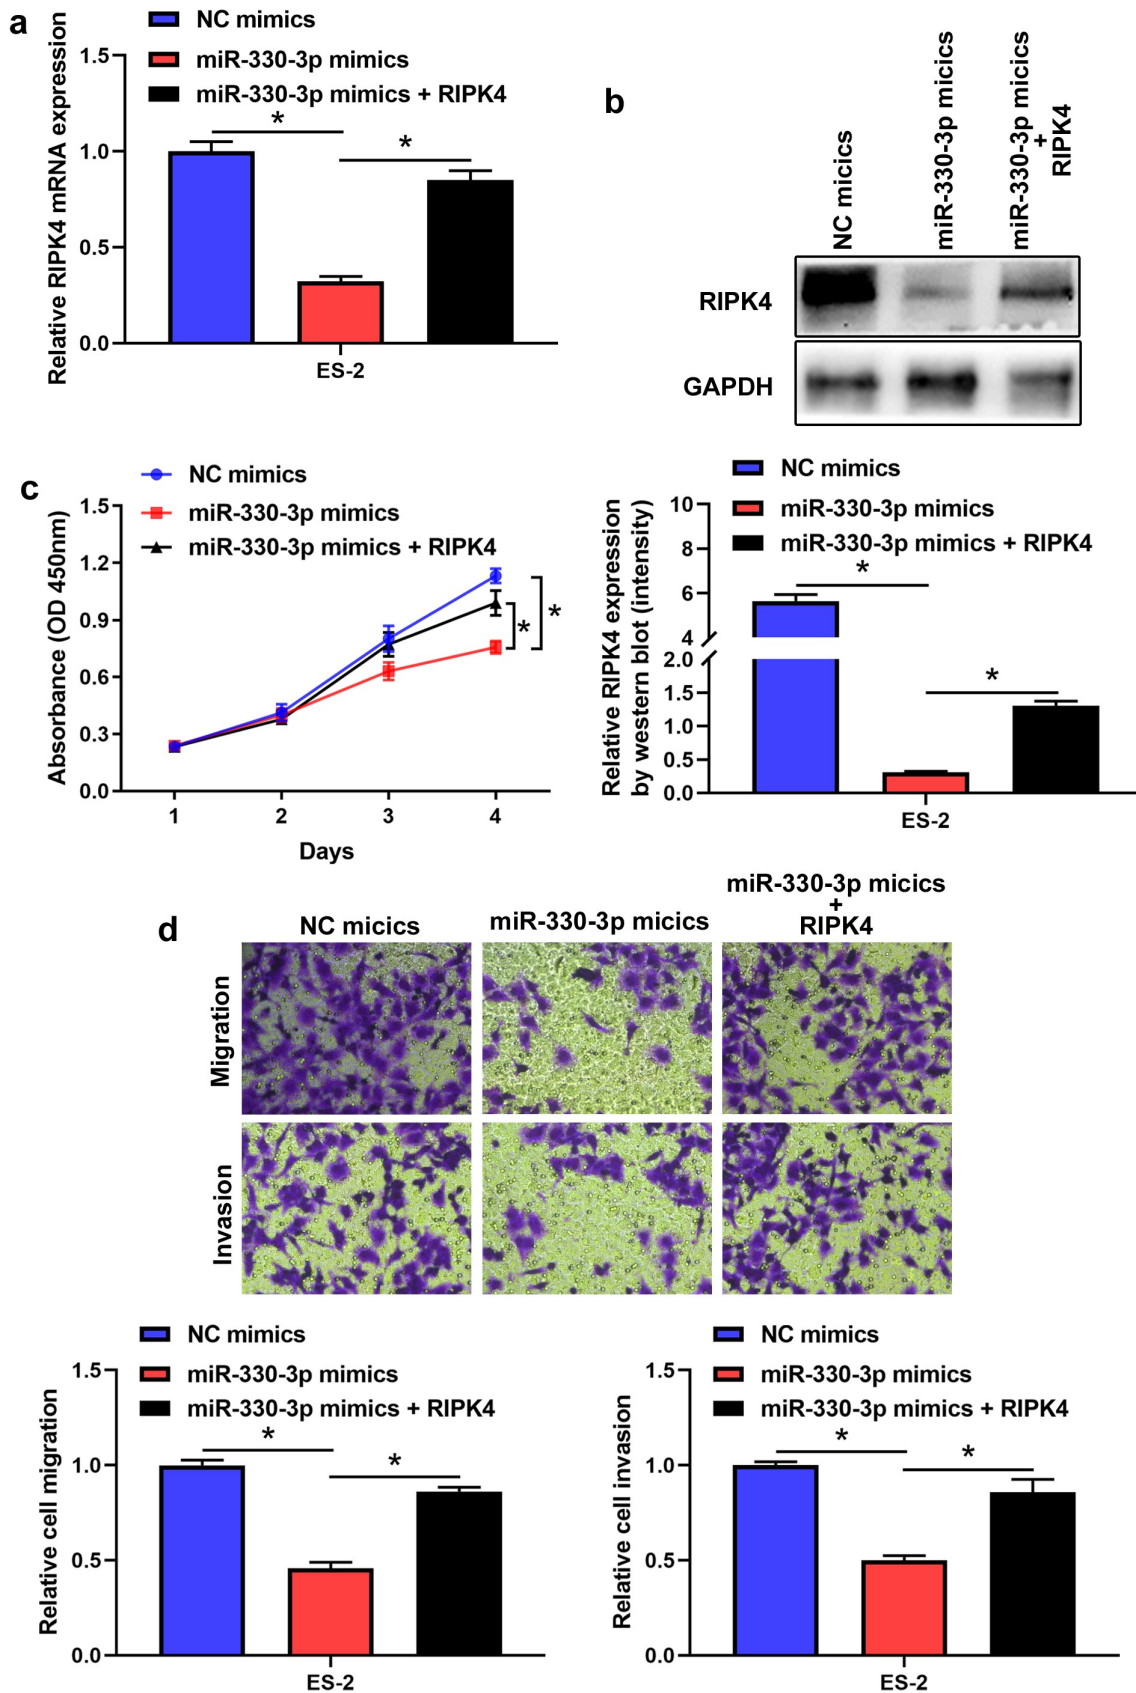 a
NC mimics
miR-330-3p mimics
miR-330-3p mimics + RIPK4
Relative RIPK4 mRNA expression
1.5
1.0
0.5
0.0
*
*
ES-2
b
NC micics
miR-330-3p micics
miR-330-3p micics
+
RIPK4
RIPK4
GAPDH
NC mimics
miR-330-3p mimics
miR-330-3p mimics + RIPK4
Relative RIPK4 expression
by western blot (intensity)
10
8
6
4
2.0
1.5
1.0
0.5
0.0
*
*
ES-2
c
NC mimics
miR-330-3p mimics
miR-330-3p mimics + RIPK4
Absorbance (OD 450nm)
1.5
1.2
0.9
0.6
0.3
0.0
*
*
1 2 3 4
Days
d
NC micics
miR-330-3p micics
miR-330-3p micics
+
RIPK4
Migration
Invasion
NC mimics
miR-330-3p mimics
miR-330-3p mimics + RIPK4
Relative cell migration
1.5
1.0
0.5
0.0
*
*
ES-2
NC mimics
miR-330-3p mimics
miR-330-3p mimics + RIPK4
Relative cell invasion
1.5
1.0
0.5
0.0
*
*
ES-2